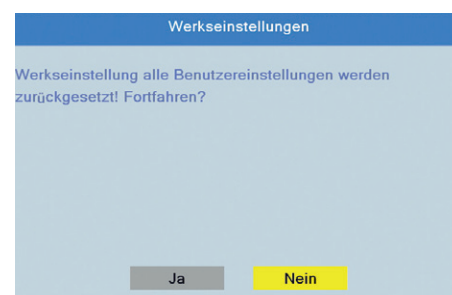 Werkseinstellungen
Werkseinstellung alle Benutzereinstellungen werden
zurückgesetzt! Fortfahren?
Ja
Nein